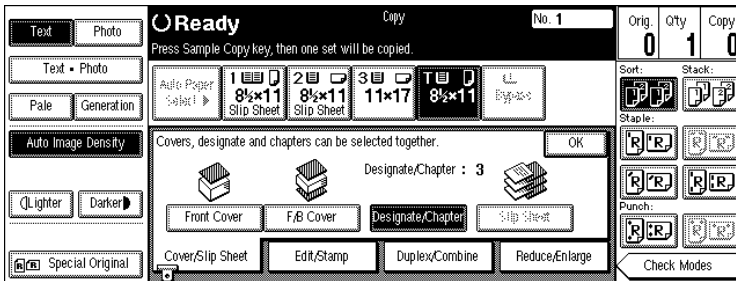 Text Photo
Text • Photo
Pale Generation
Auto Image Density
Lighter Darker
Special Original
Ready
Copy
No. 1
Press Sample Copy key, then one set will be copied.
Auto Paper Select
1 8½×11 Slip Sheet
2 8½×11 Slip Sheet
3 11×17
T 8½×11
Bypass
Covers, designate and chapters can be selected together.
OK
Designate/Chapter : 3
Front Cover F/B Cover Designate/Chapter Slip Sheet
Cover/Slip Sheet Edit/Stamp Duplex/Combine Reduce/Enlarge
Orig. Q'ty Copy
0 1 0
Sort: Stack:
Staple:
Punch:
Check Modes